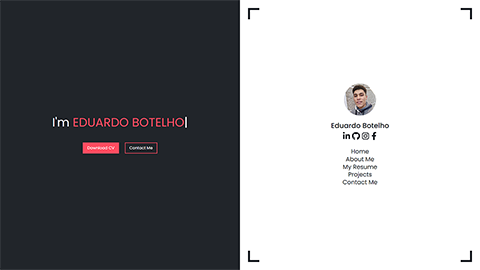 I'm EDUARDO BOTELHO
Download CV
Contact Me
Eduardo Botelho
Home
About Me
My Resume
Projects
Contact Me